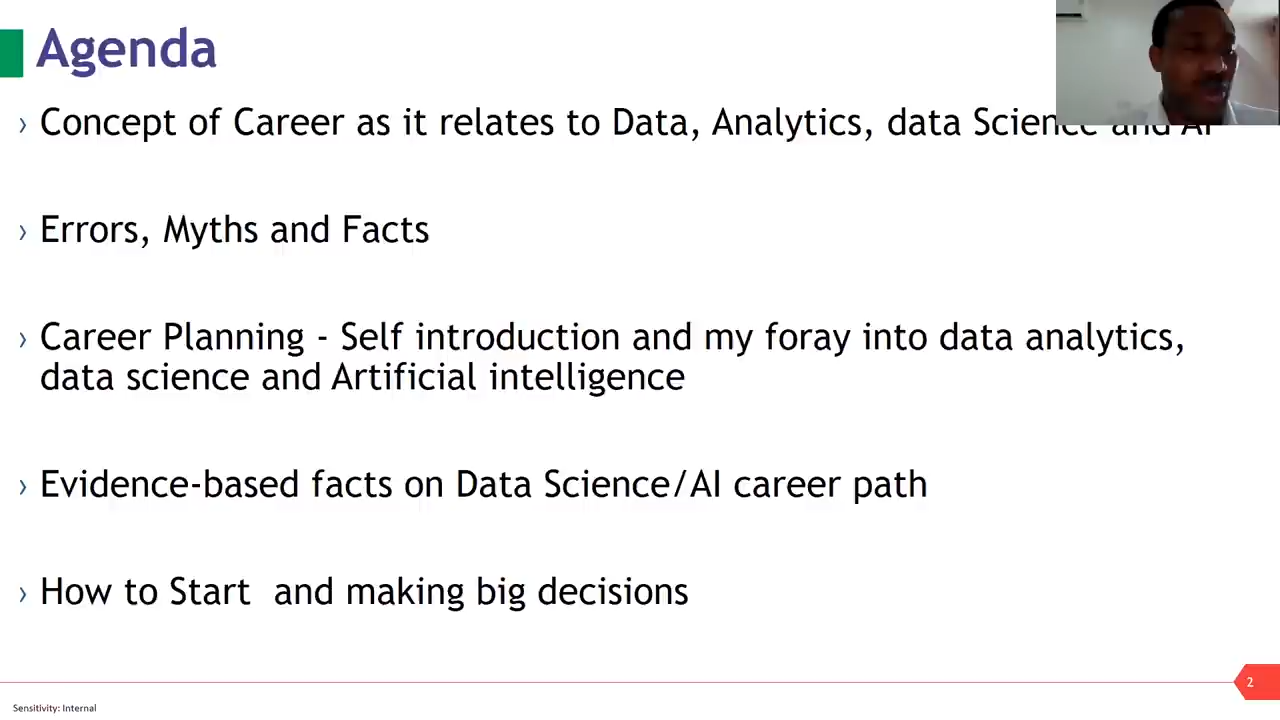 Agenda
› Concept of Career as it relates to Data, Analytics, data Science and AI
› Errors, Myths and Facts
› Career Planning - Self introduction and my foray into data analytics,
data science and Artificial intelligence
› Evidence-based facts on Data Science/AI career path
› How to Start  and making big decisions
2
Sensitivity: Internal